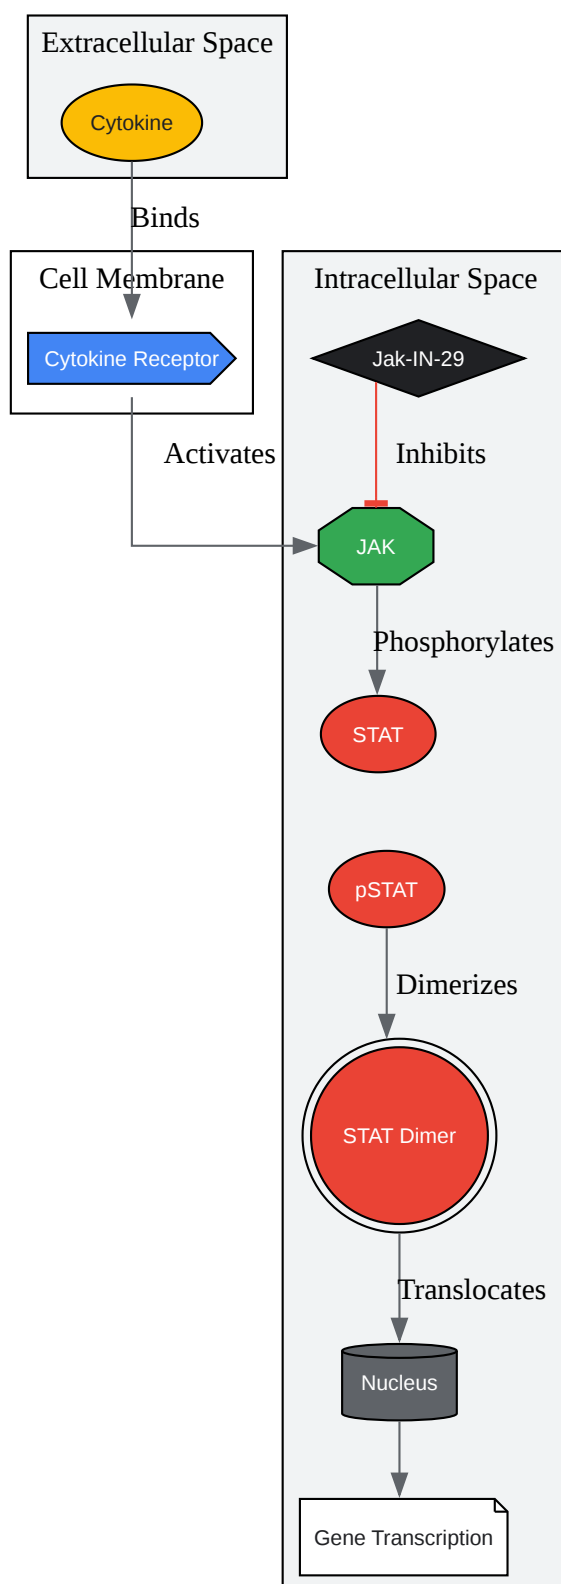 Extracellular Space
Cytokine
Binds
Cell Membrane
Cytokine Receptor
Activates
Intracellular Space
Jak-IN-29
Inhibits
JAK
Phosphorylates
STAT
pSTAT
Dimerizes
STAT Dimer
Translocates
Nucleus
Gene Transcription